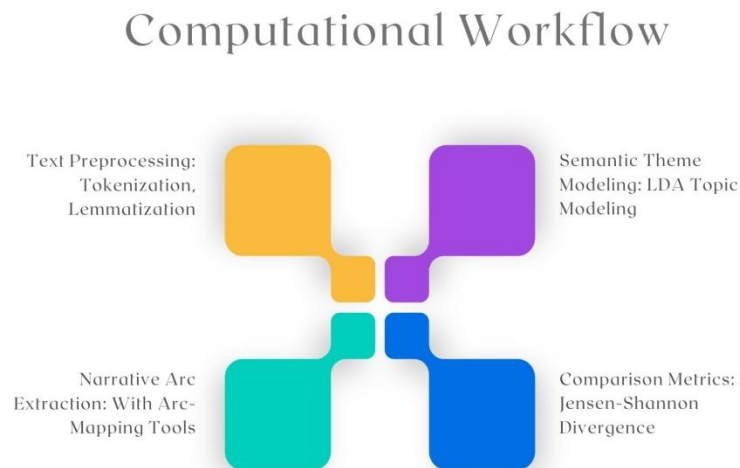 Computational Workflow
Text Preprocessing:
Tokenization,
Lemmatization
Semantic Theme
Modeling: LDA Topic
Modeling
Narrative Arc
Extraction: With Arc-
Mapping Tools
Comparison Metrics:
Jensen-Shannon
Divergence